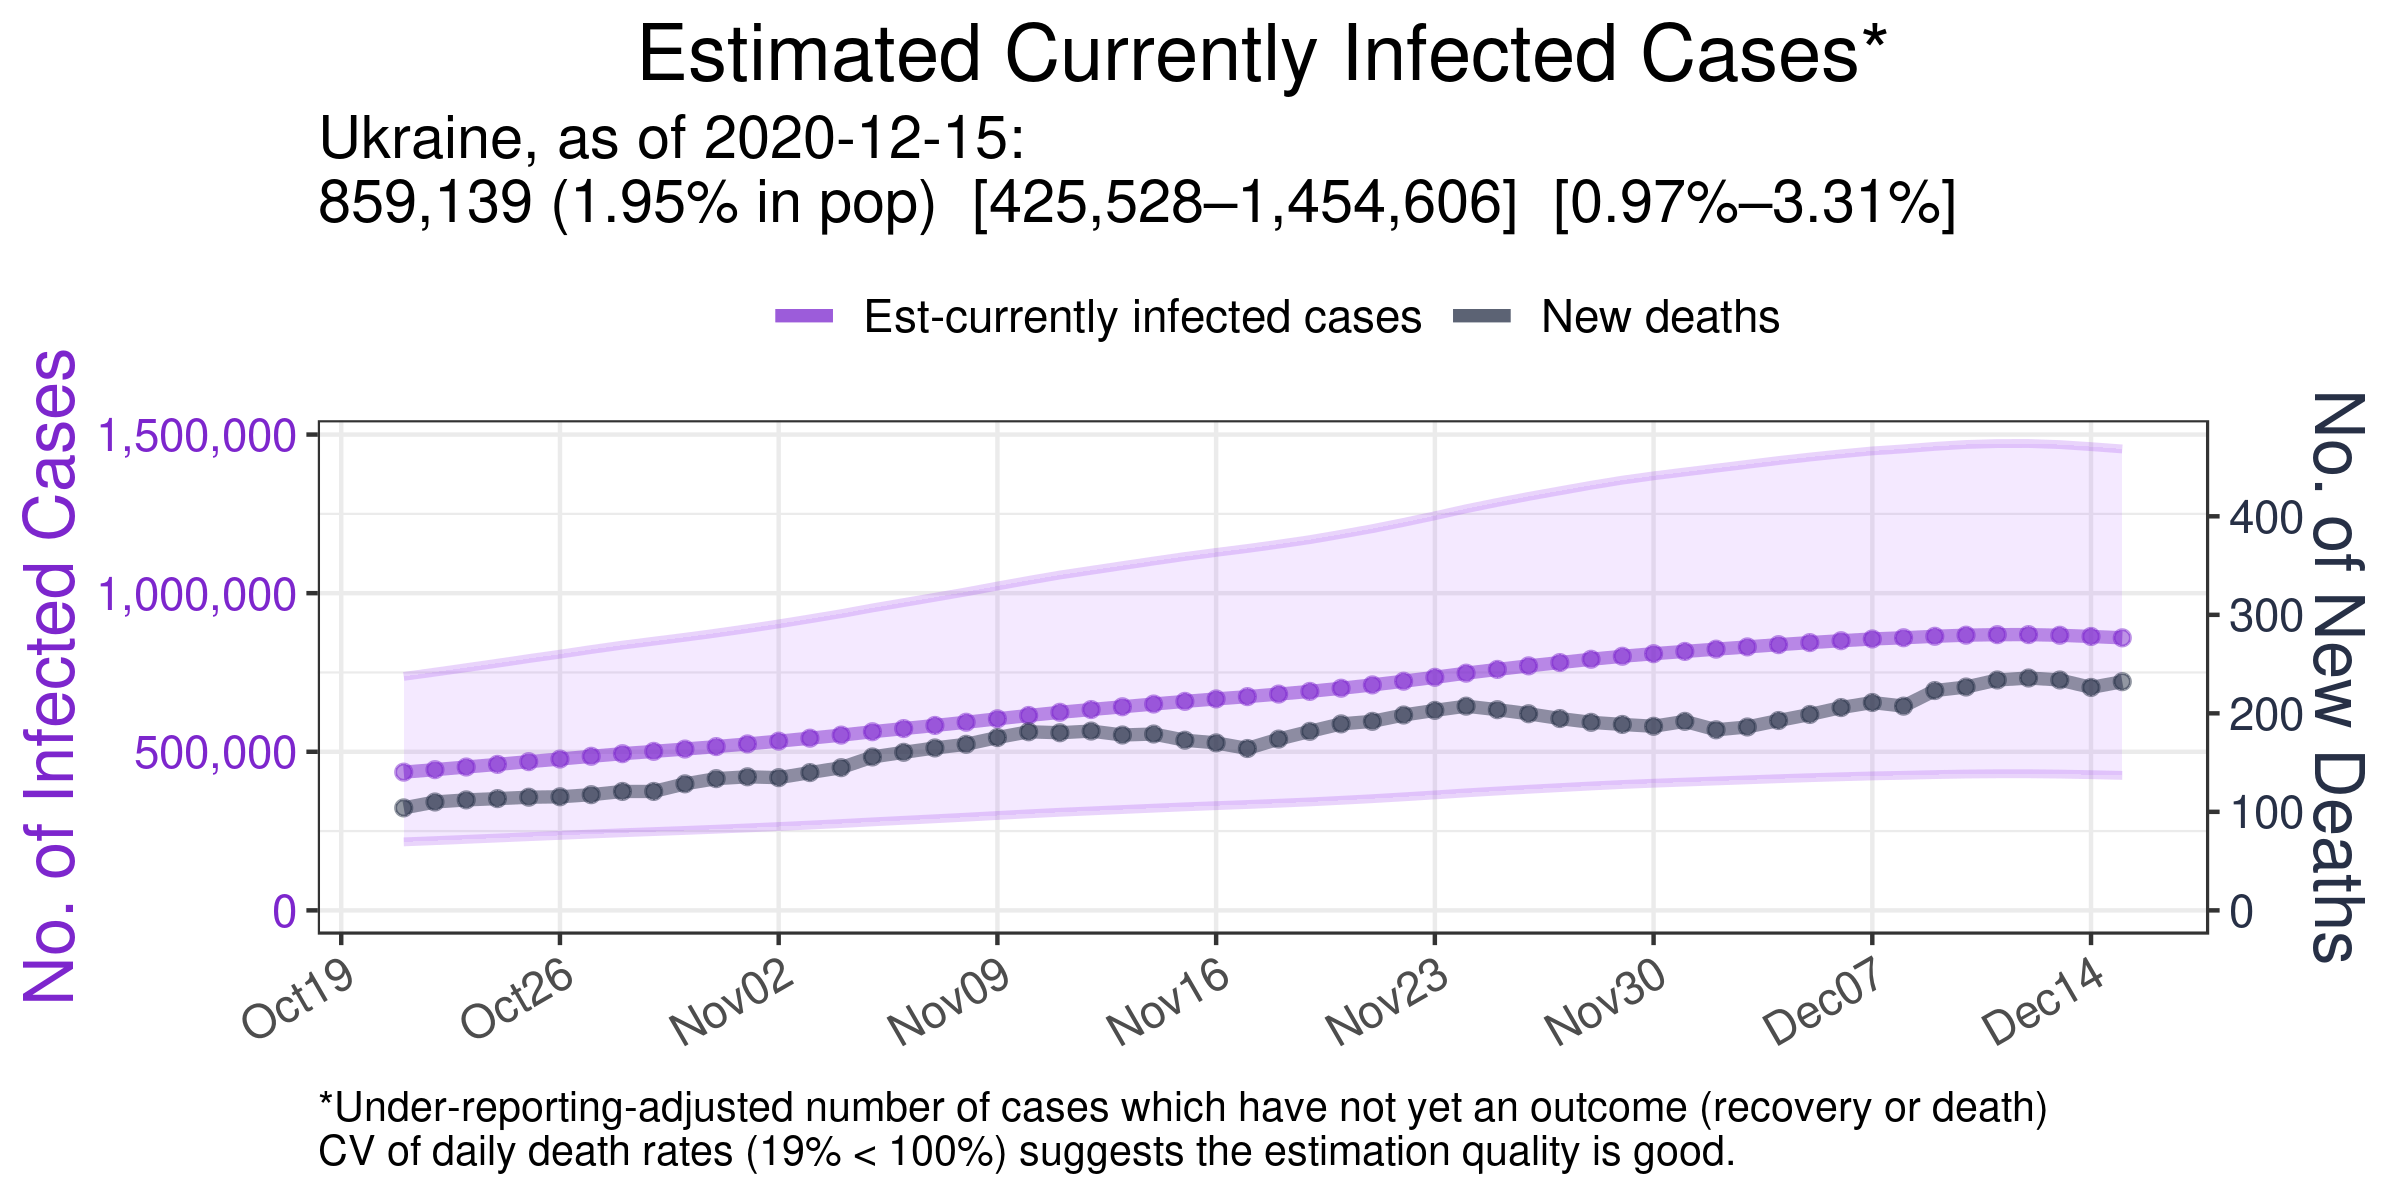 Estimated Currently Infected Cases*
Ukraine, as of 2020-12-15:
859,139 (1.95% in pop)  [425,528–1,454,606]  [0.97%–3.31%]
Est-currently infected cases
New deaths
No. of Infected Cases
1,500,000
1,000,000
500,000
0
400
300
200
100
0
No. of New Deaths
Oct19
Oct26
Nov02
Nov09
Nov16
Nov23
Nov30
Dec07
Dec14
*Under-reporting-adjusted number of cases which have not yet an outcome (recovery or death)
CV of daily death rates (19% < 100%) suggests the estimation quality is good.